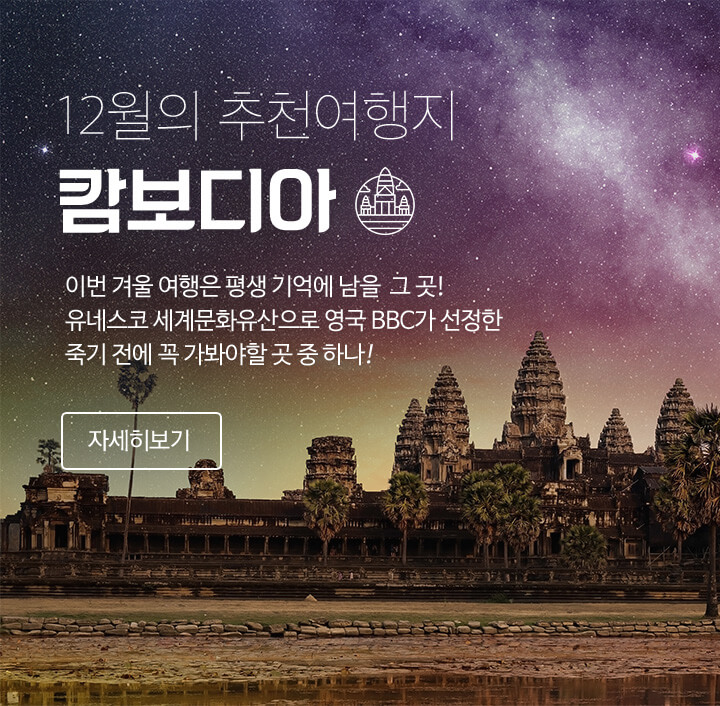 12월의 추천여행지
캄보디아
이번 겨울 여행은 평생 기억에 남을 그 곳!
유네스코 세계문화유산으로 영국 BBC가 선정한
죽기 전에 꼭 가봐야할 곳 중 하나!
자세히보기